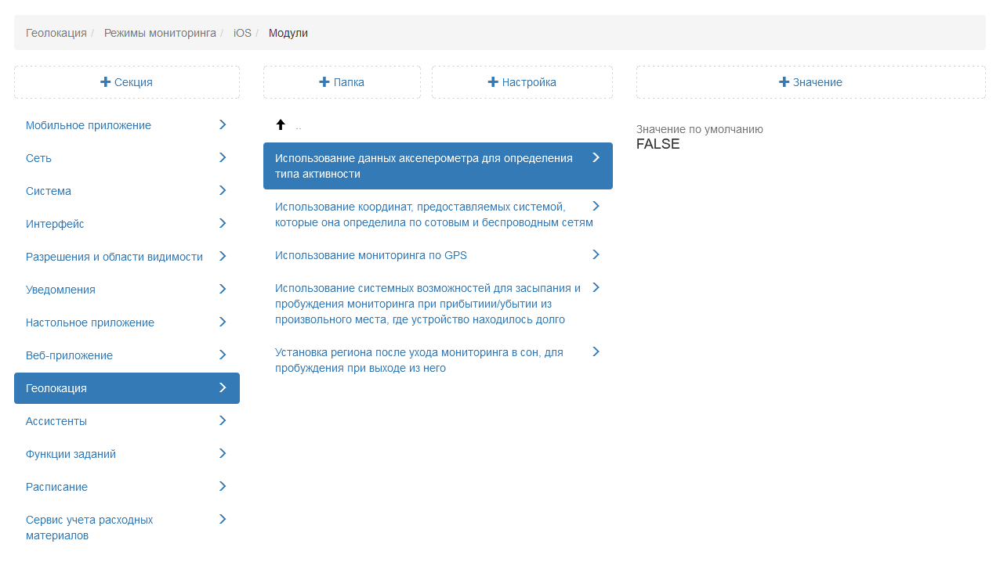 Геолокация / Режимы мониторинга / iOS / Модули
+ Секция
+ Папка
+ Настройка
+ Значение
Мобильное приложение
Сеть
Система
Интерфейс
Разрешения и области видимости
Уведомления
Настольное приложение
Веб-приложение
Геолокация
Ассистенты
Функции заданий
Расписание
Сервис учета расходных
материалов
..
Использование данных акселерометра для определения
типа активности
Использование координат, предоставляемых системой,
которые она определила по сотовым и беспроводным сетям
Использование мониторинга по GPS
Использование системных возможностей для засыпания и
пробуждения мониторинга при прибытиии/убытии из
произвольного места, где устройство находилось долго
Установка региона после ухода мониторинга в сон, для
пробуждения при выходе из него
Значение по умолчанию
FALSE